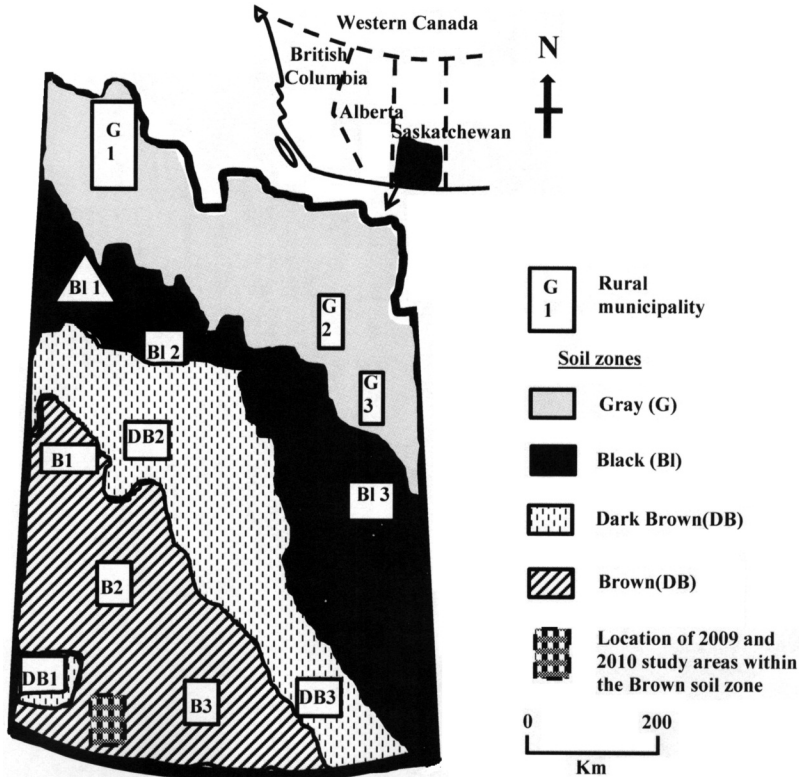 Western Canada
British
Columbia
Alberta
Saskatchewan
N
G
1
Bl 1
Bl 2
G
2
G
3
DB2
B1
Bl 3
B2
DB1
B3
DB3
G
1
Rural
municipality
Soil zones
Gray (G)
Black (Bl)
Dark Brown(DB)
Brown(DB)
Location of 2009 and
2010 study areas within
the Brown soil zone
0
200
Km